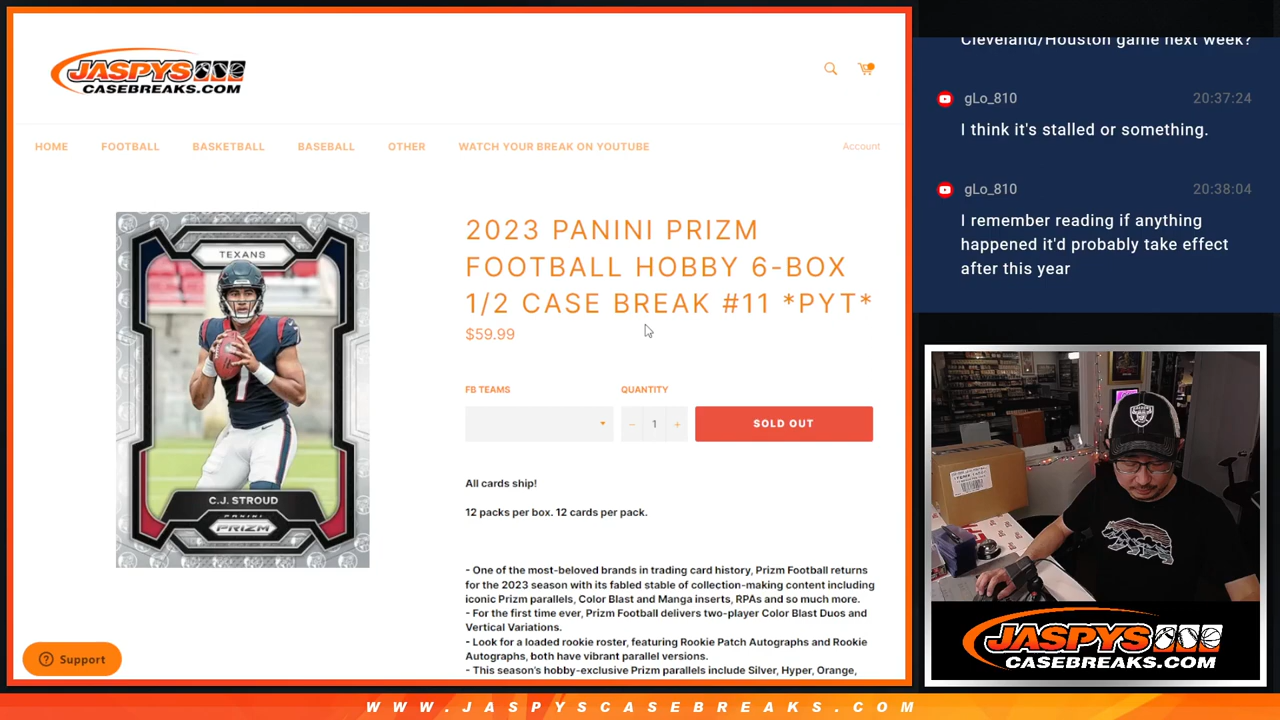 JASPYS
CASEBREAKS.COM
HOME
FOOTBALL
BASKETBALL
BASEBALL
OTHER
WATCH YOUR BREAK ON YOUTUBE
Account
TEXANS
C.J. STROUD
PANINI
PRIZM
2023 PANINI PRIZM
FOOTBALL HOBBY 6-BOX
1/2 CASE BREAK #11 *PYT*
$59.99
FB TEAMS
QUANTITY
− 1 +
SOLD OUT
All cards ship!
12 packs per box. 12 cards per pack.
- One of the most-beloved brands in trading card history, Prizm Football returns
for the 2023 season with its fabled stable of collection-making content including
iconic Prizm parallels, Color Blast and Manga inserts, RPAs and so much more.
- For the first time ever, Prizm Football delivers two-player Color Blast Duos and
Vertical Variations.
- Look for a loaded rookie roster, featuring Rookie Patch Autographs and Rookie
Autographs, both have vibrant parallel versions.
- This season's hobby-exclusive Prizm parallels include Silver, Hyper, Orange,
Support
Cleveland/Houston game next week?
gLo_810 20:37:24
I think it's stalled or something.
gLo_810 20:38:04
I remember reading if anything
happened it'd probably take effect
after this year
JASPYS
CASEBREAKS.COM
WWW.JASPYSCASEBREAKS.COM